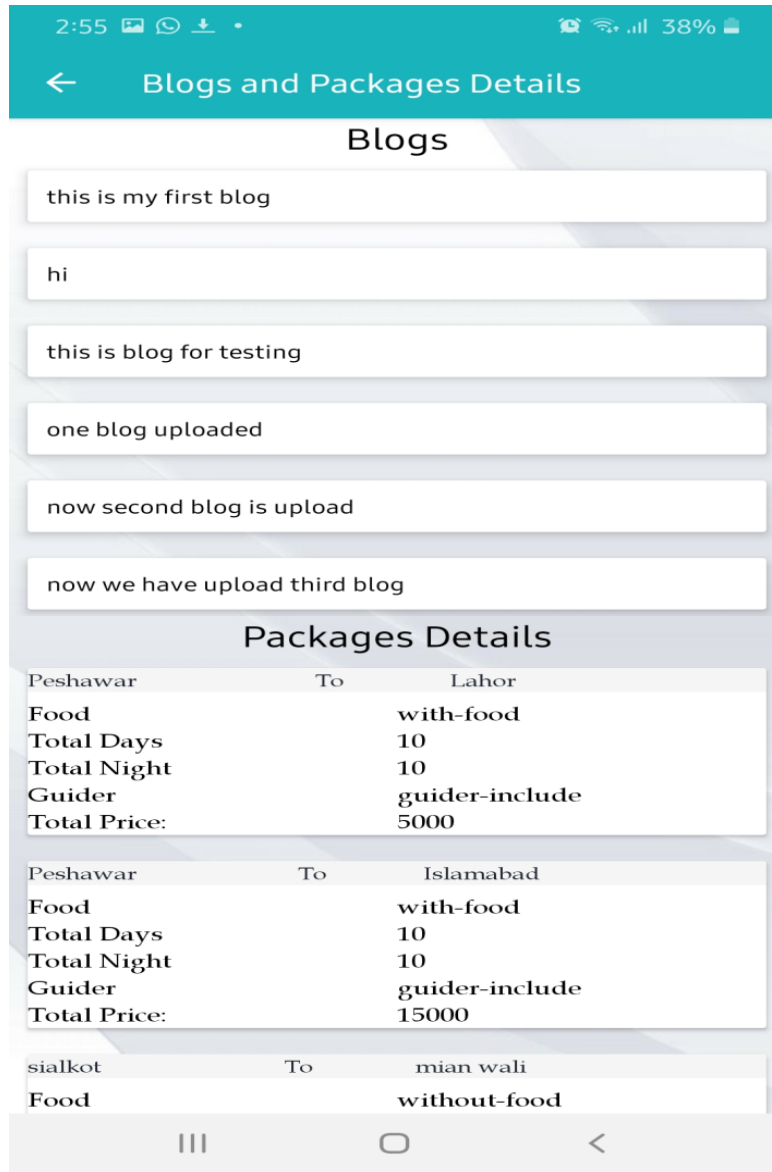 2:55 38%
Blogs and Packages Details
Blogs
this is my first blog
hi
this is blog for testing
one blog uploaded
now second blog is upload
now we have upload third blog
Packages Details
Peshawar To Lahor
Food with-food
Total Days 10
Total Night 10
Guider guider-include
Total Price: 5000
Peshawar To Islamabad
Food with-food
Total Days 10
Total Night 10
Guider guider-include
Total Price: 15000
sialkot To mian wali
Food without-food